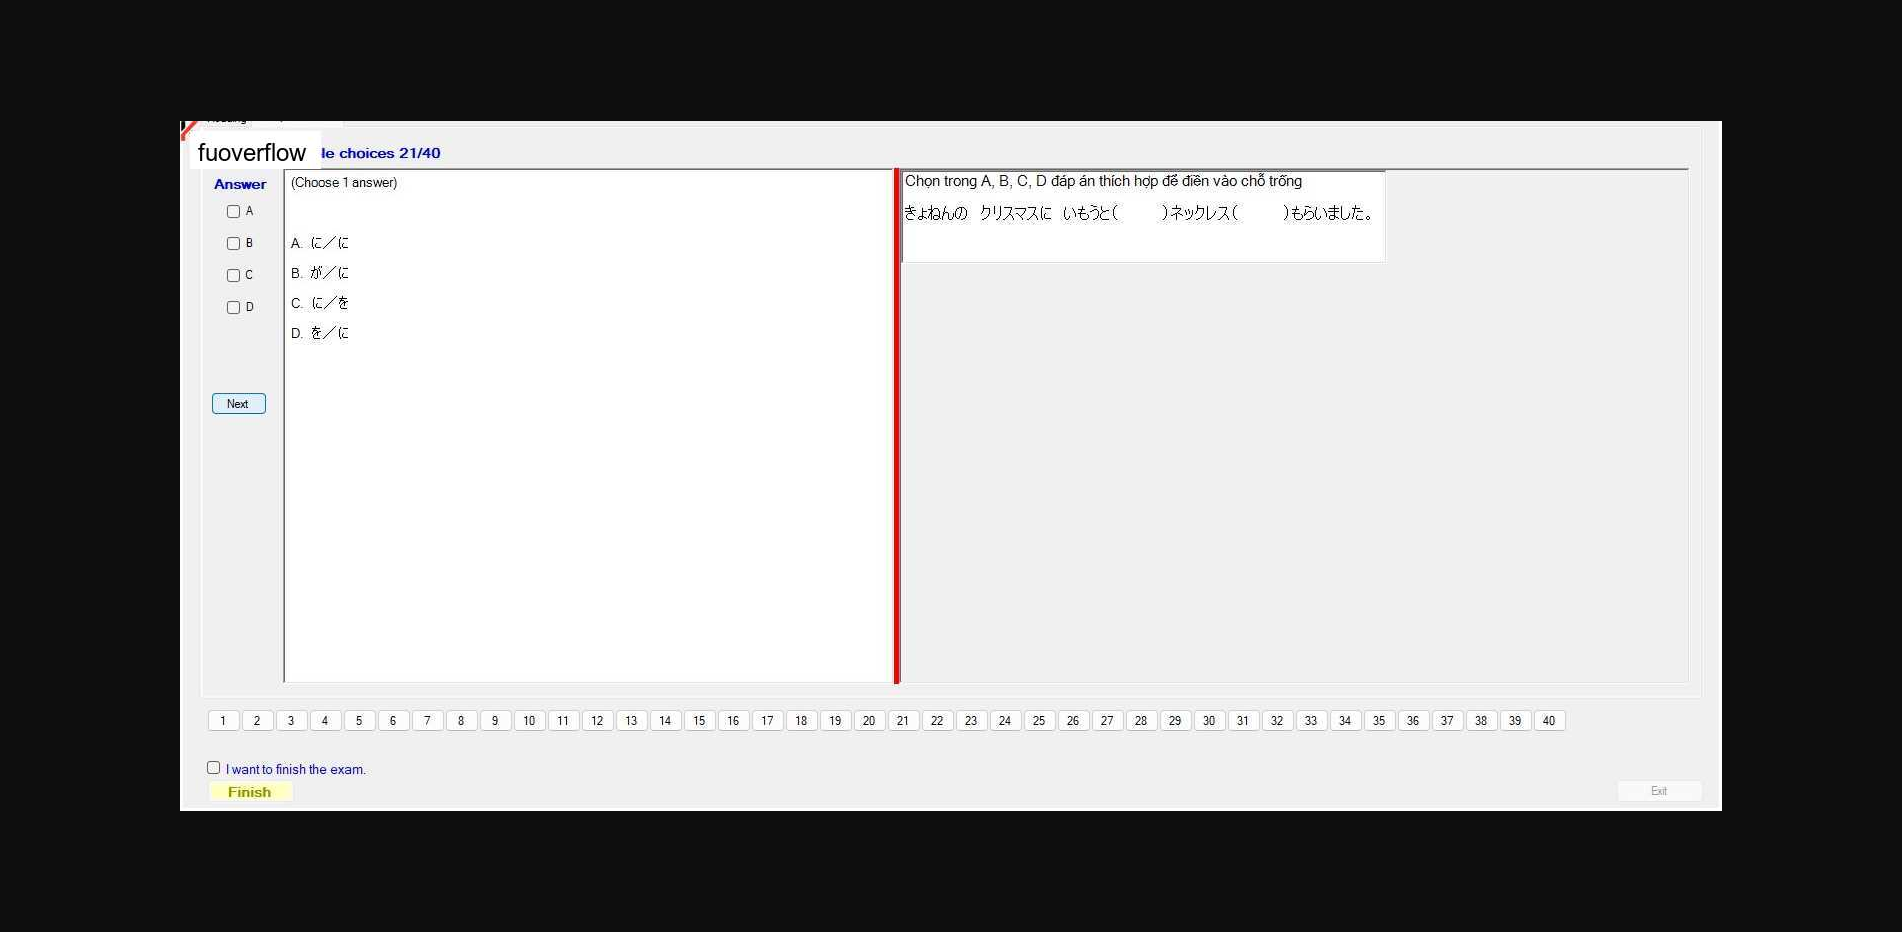 fuoverflow
le choices 21/40
Answer
(Choose 1 answer)
A
B
C
D
A. に／に
B. が／に
C. に／を
D. を／に
Next
Chọn trong A, B, C, D đáp án thích hợp để điền vào chỗ trống
きょねんの　クリスマスに　いもうと(　　　)ネックレス(　　　)もらいました。
1 2 3 4 5 6 7 8 9 10 11 12 13 14 15 16 17 18 19 20 21 22 23 24 25 26 27 28 29 30 31 32 33 34 35 36 37 38 39 40
I want to finish the exam.
Finish
Exit